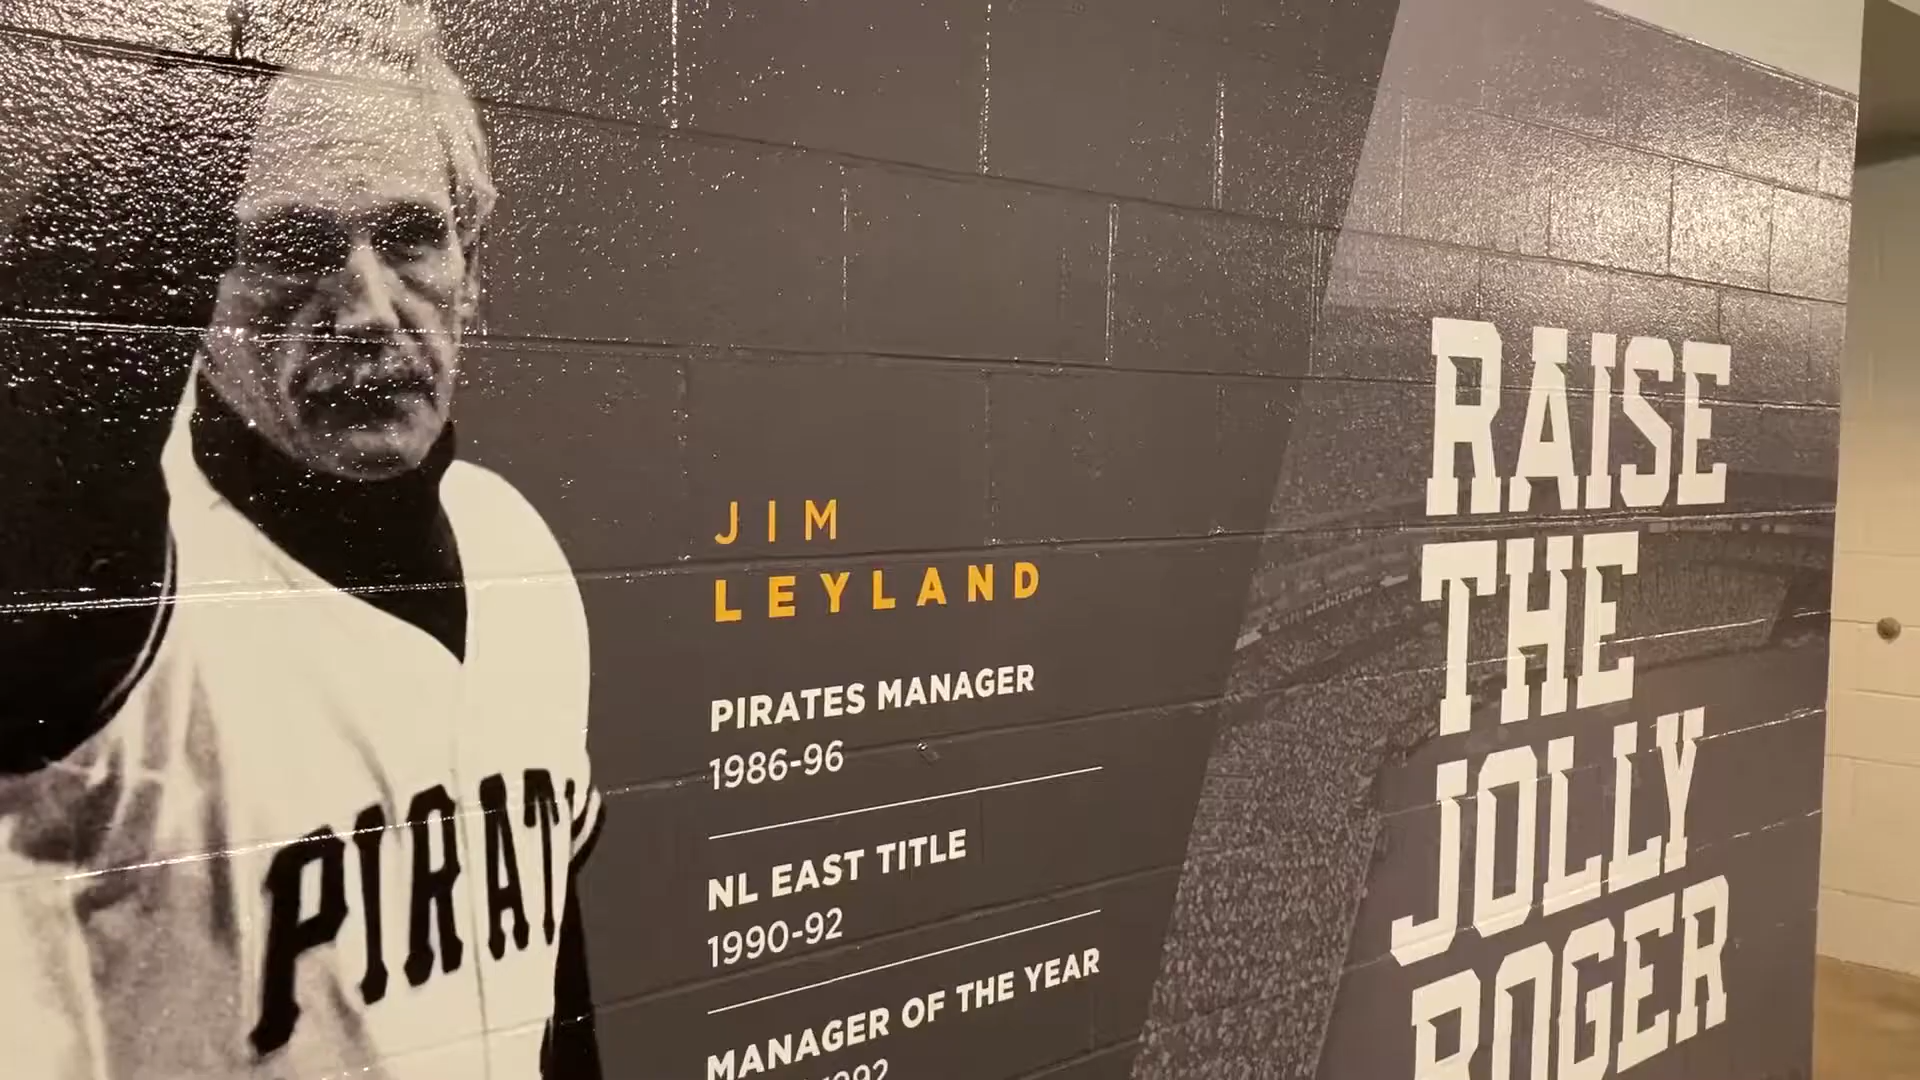 JIM
LEYLAND
PIRATES MANAGER
1986-96
NL EAST TITLE
1990-92
MANAGER OF THE YEAR
PIRAT
RAISE
THE
JOLLY
ROGER